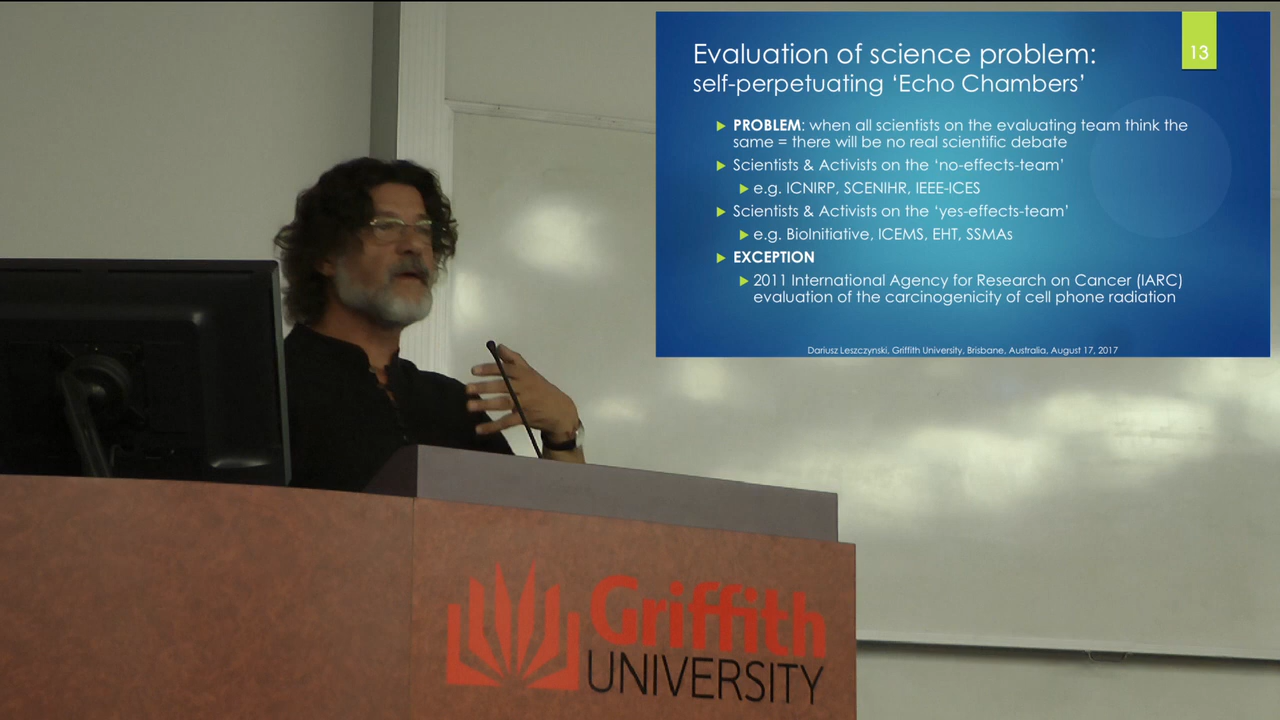 13
Evaluation of science problem:
self-perpetuating ‘Echo Chambers’
PROBLEM: when all scientists on the evaluating team think the
same = there will be no real scientific debate
Scientists & Activists on the ‘no-effects-team’
e.g. ICNIRP, SCENIHR, IEEE-ICES
Scientists & Activists on the ‘yes-effects-team’
e.g. BioInitiative, ICEMS, EHT, SSMAs
EXCEPTION
2011 International Agency for Research on Cancer (IARC)
evaluation of the carcinogenicity of cell phone radiation
Dariusz Leszczynski, Griffith University, Brisbane, Australia, August 17, 2017
Griffith
UNIVERSITY